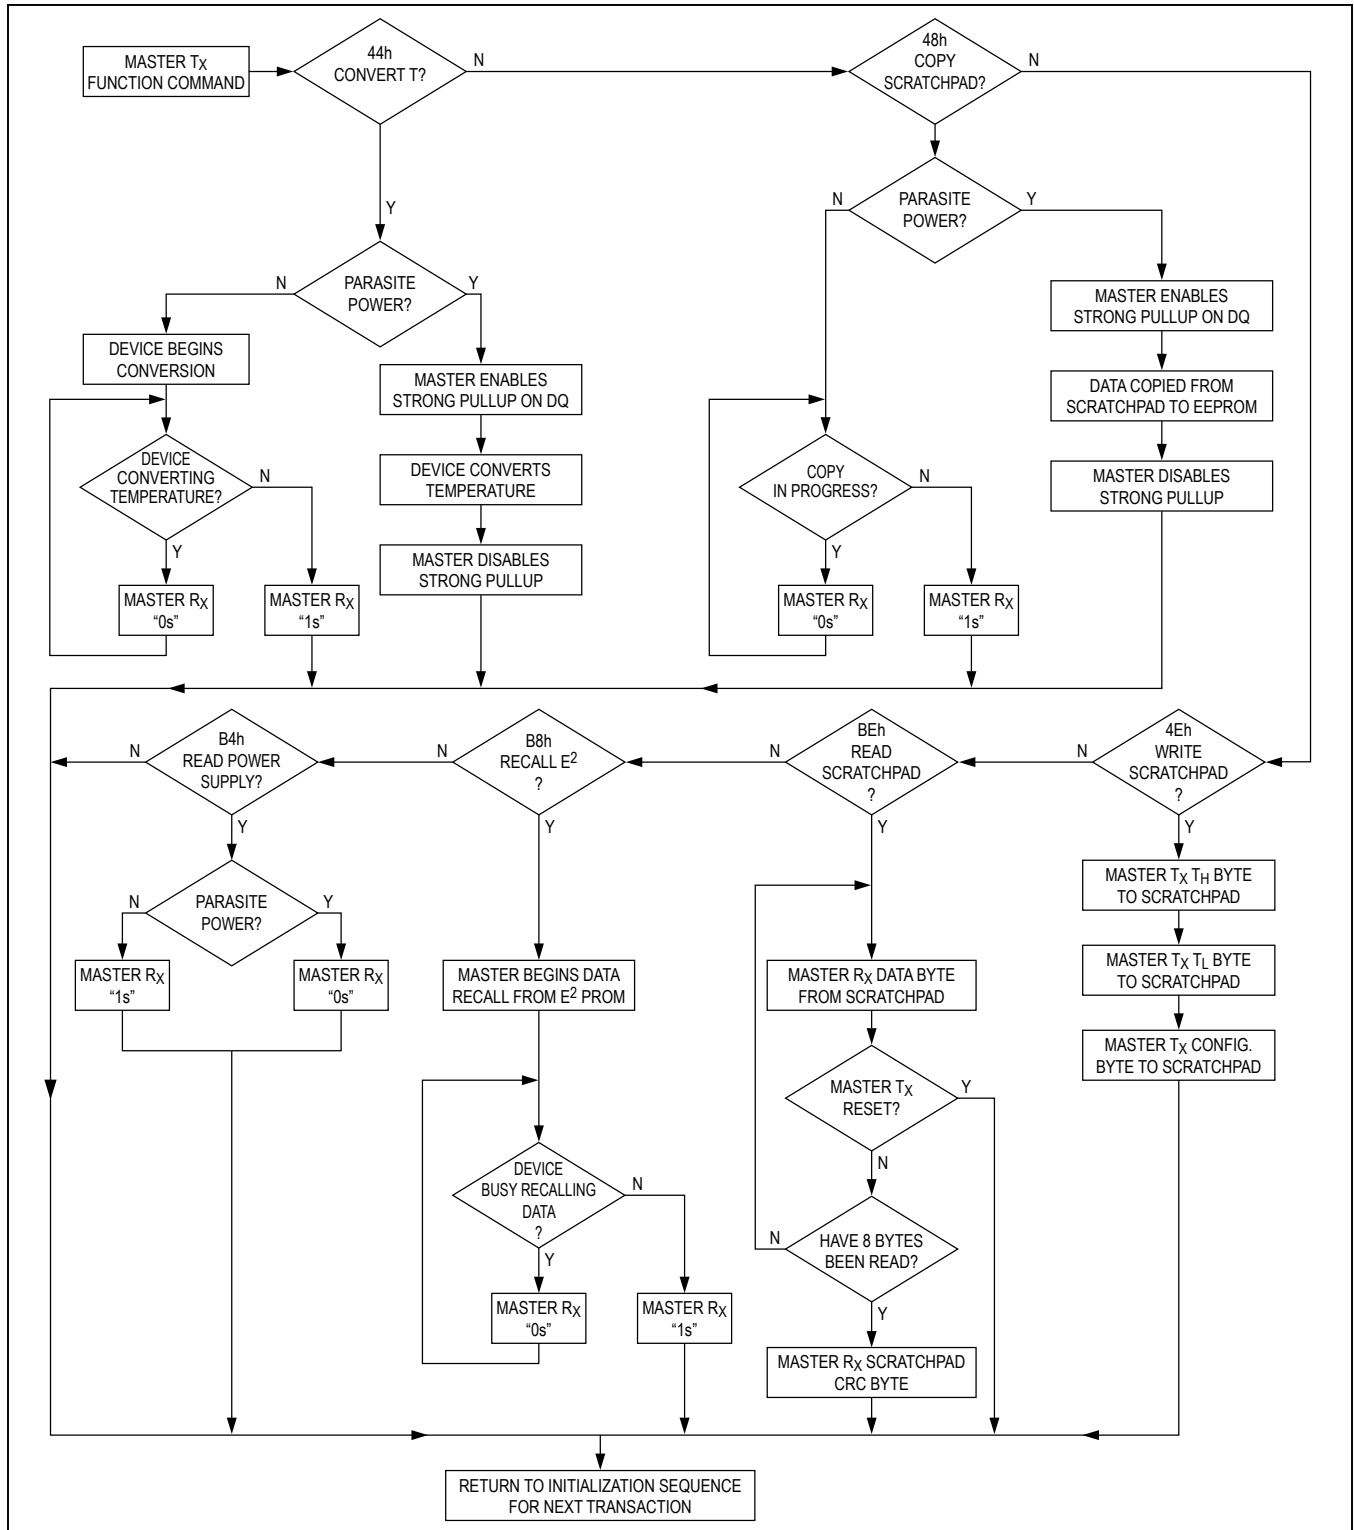 MASTER TX
FUNCTION COMMAND
44h
CONVERT T?
N
Y
48h
COPY
SCRATCHPAD?
N
PARASITE
POWER?
N
Y
DEVICE BEGINS
CONVERSION
DEVICE
CONVERTING
TEMPERATURE?
N
Y
MASTER RX
“0s”
MASTER RX
“1s”
MASTER ENABLES
STRONG PULLUP ON DQ
DEVICE CONVERTS
TEMPERATURE
MASTER DISABLES
STRONG PULLUP
PARASITE
POWER?
N
Y
COPY
IN PROGRESS?
N
Y
MASTER RX
“0s”
MASTER RX
“1s”
MASTER ENABLES
STRONG PULLUP ON DQ
DATA COPIED FROM
SCRATCHPAD TO EEPROM
MASTER DISABLES
STRONG PULLUP
B4h
READ POWER
SUPPLY?
N
Y
PARASITE
POWER?
N
Y
MASTER RX
“1s”
MASTER RX
“0s”
B8h
RECALL E2
?
N
Y
MASTER BEGINS DATA
RECALL FROM E2 PROM
DEVICE
BUSY RECALLING
DATA
?
N
Y
MASTER RX
“0s”
MASTER RX
“1s”
BEh
READ
SCRATCHPAD
?
N
Y
MASTER RX DATA BYTE
FROM SCRATCHPAD
MASTER TX
RESET?
Y
N
HAVE 8 BYTES
BEEN READ?
N
Y
MASTER RX SCRATCHPAD
CRC BYTE
4Eh
WRITE
SCRATCHPAD
?
N
Y
MASTER TX TH BYTE
TO SCRATCHPAD
MASTER TX TL BYTE
TO SCRATCHPAD
MASTER TX CONFIG.
BYTE TO SCRATCHPAD
RETURN TO INITIALIZATION SEQUENCE
FOR NEXT TRANSACTION